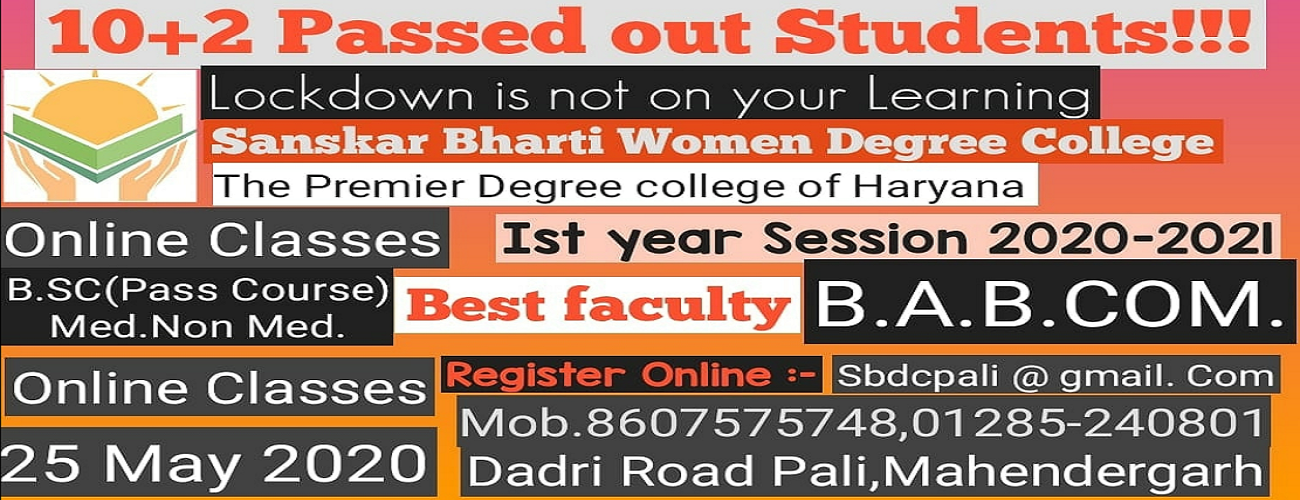 10+2 Passed out Students!!!
Lockdown is not on your Learning
Sanskar Bharti Women Degree College
The Premier Degree college of Haryana
Online Classes
1st year Session 2020-2021
B.SC(Pass Course)
Med.Non Med.
Best faculty
B.A.B.COM.
Online Classes
Register Online :-
Sbdcpali @ gmail. Com
Mob.8607575748,01285-240801
25 May 2020
Dadri Road Pali,Mahendergarh